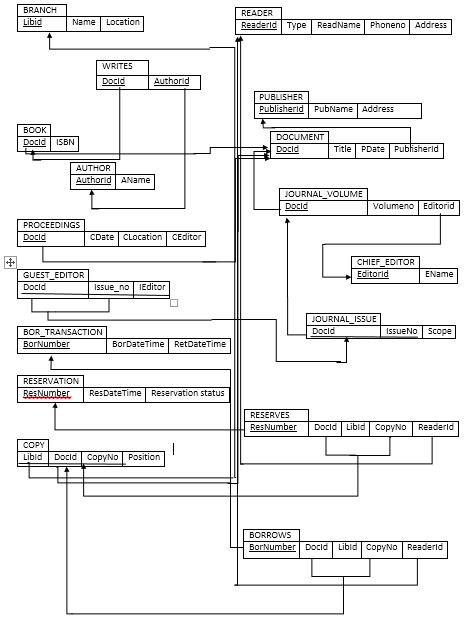 BRANCH
Libid Name Location
READER
ReaderId Type ReadName Phoneno Address
WRITES
DocId AuthorId
PUBLISHER
PublisherId PubName Address
BOOK
DocId ISBN
DOCUMENT
DocId Title PDate PublisherId
AUTHOR
AuthorId AName
JOURNAL_VOLUME
DocId Volumeno Editorid
PROCEEDINGS
DocId CDate CLocation CEditor
CHIEF_EDITOR
EditorId EName
GUEST_EDITOR
DocId Issue_no IEditor
JOURNAL_ISSUE
DocId IssueNo Scope
BOR_TRANSACTION
BorNumber BorDateTime RetDateTime
RESERVATION
ResNumber ResDateTime Reservation status
RESERVES
ResNumber DocId LibId CopyNo ReaderId
COPY
LibId DocId CopyNo Position
BORROWS
BorNumber DocId LibId CopyNo ReaderId